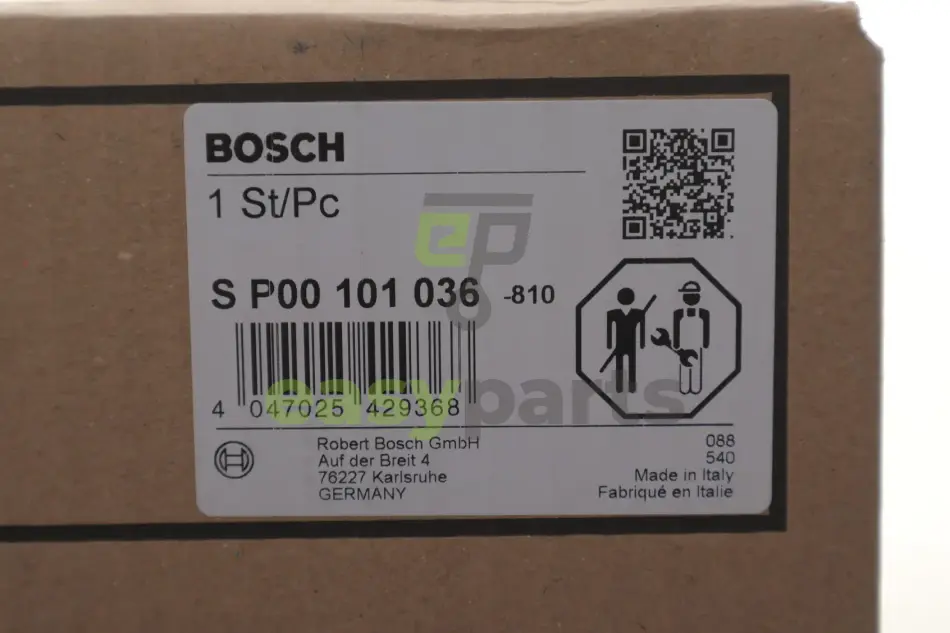 BOSCH
1 St/Pc
ep
S P00 101 036 -810
easyparts
4 047025 429368
Robert Bosch GmbH
Auf der Breit 4
76227 Karlsruhe
GERMANY
088
540
Made in Italy
Fabriqué en Italie